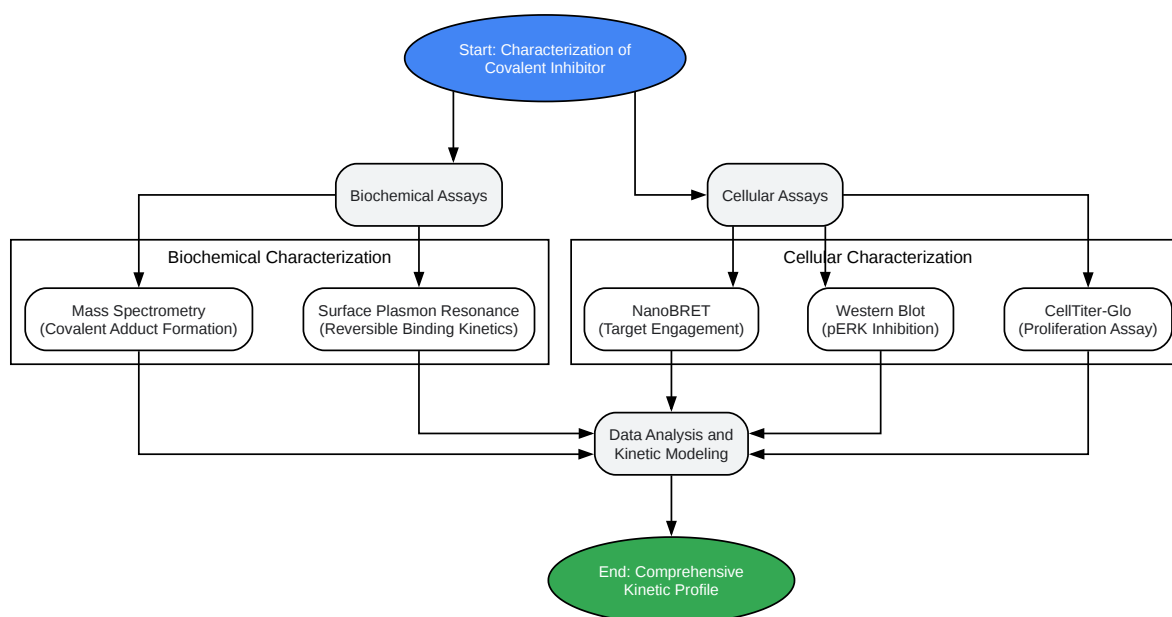 Start: Characterization of
Covalent Inhibitor
Biochemical Assays
Cellular Assays
Biochemical Characterization
Cellular Characterization
Mass Spectrometry
(Covalent Adduct Formation)
Surface Plasmon Resonance
(Reversible Binding Kinetics)
NanoBRET
(Target Engagement)
Western Blot
(pERK Inhibition)
CellTiter-Glo
(Proliferation Assay)
Data Analysis and
Kinetic Modeling
End: Comprehensive
Kinetic Profile